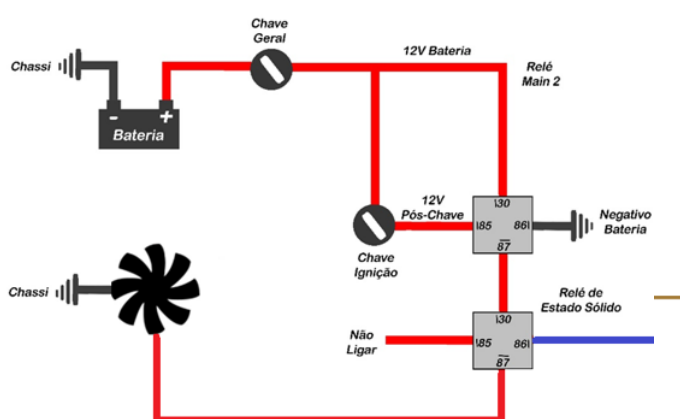 Chave
Geral
12V Bateria
Chassi
Relé
Main 2
- +
Bateria
12V
Pós-Chave
\30
\85 86\
87
Negativo
Bateria
Chave
Ignição
Chassi
Relé de
Estado Sólido
Não
Ligar
\30
\85 86\
87